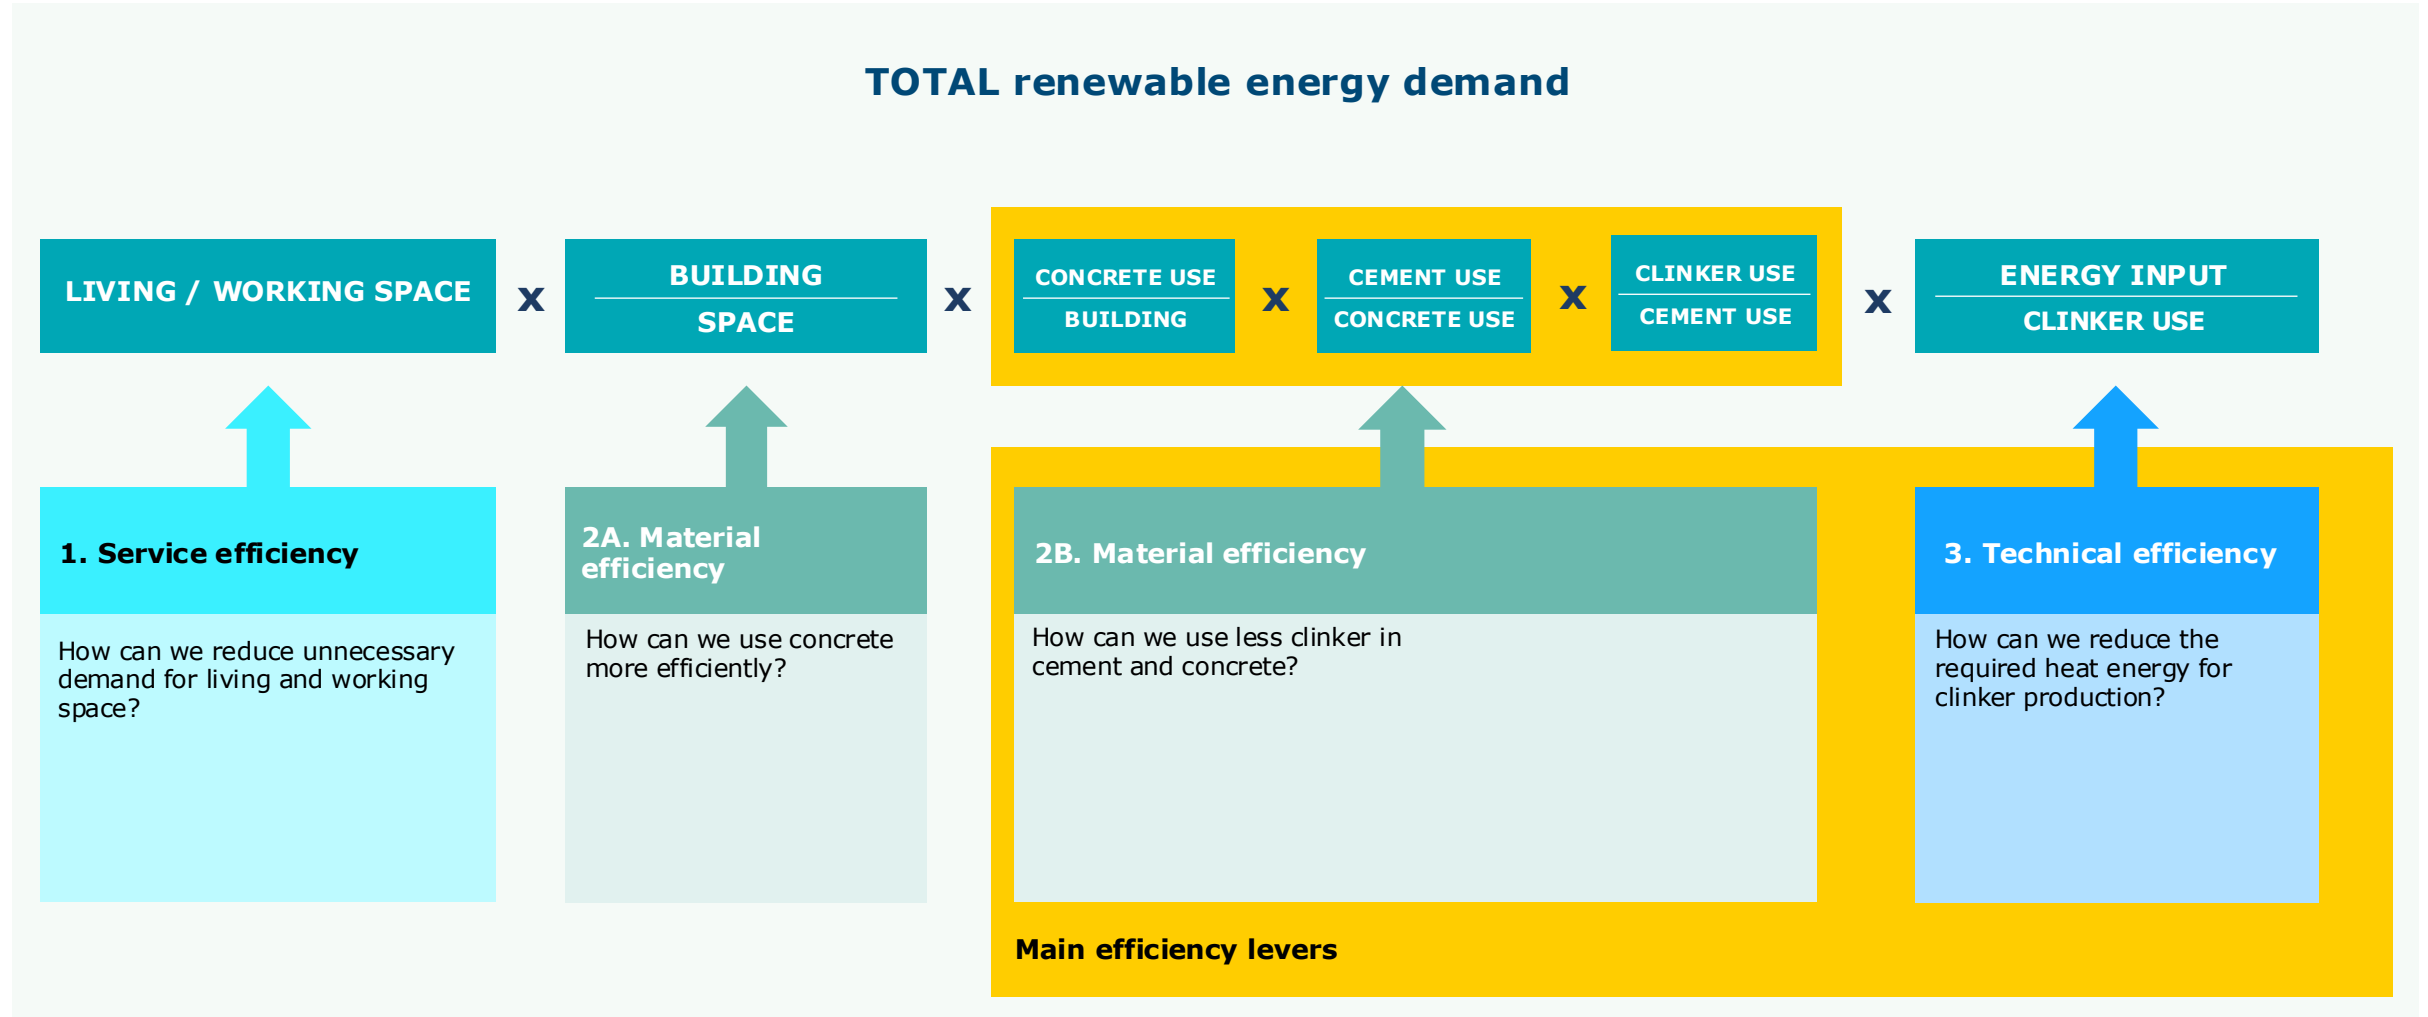 TOTAL renewable energy demand
LIVING / WORKING SPACE
x
BUILDING
SPACE
x
CONCRETE USE
BUILDING
x
CEMENT USE
CONCRETE USE
x
CLINKER USE
CEMENT USE
x
ENERGY INPUT
CLINKER USE
1. Service efficiency
How can we reduce unnecessary
demand for living and working
space?
2A. Material
efficiency
How can we use concrete
more efficiently?
2B. Material efficiency
How can we use less clinker in
cement and concrete?
3. Technical efficiency
How can we reduce the
required heat energy for
clinker production?
Main efficiency levers